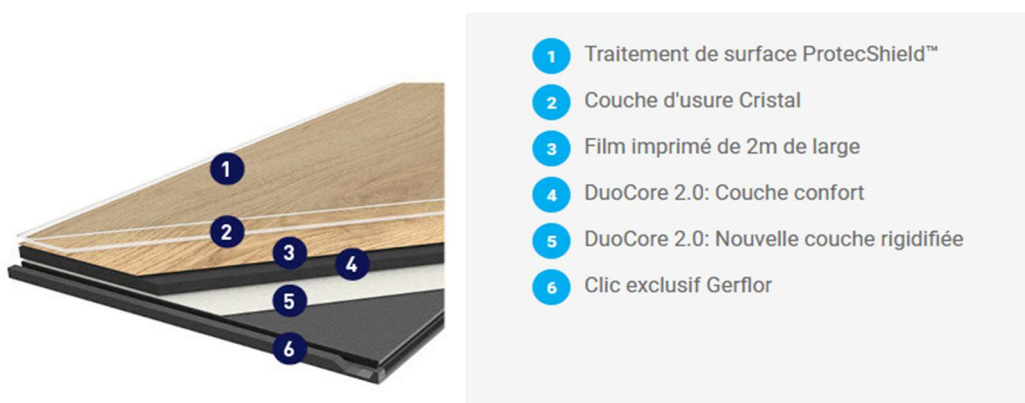 1
2
3
4
5
6
1 Traitement de surface ProtecShield™
2 Couche d'usure Cristal
3 Film imprimé de 2m de large
4 DuoCore 2.0: Couche confort
5 DuoCore 2.0: Nouvelle couche rigidifiée
6 Clic exclusif Gerflor